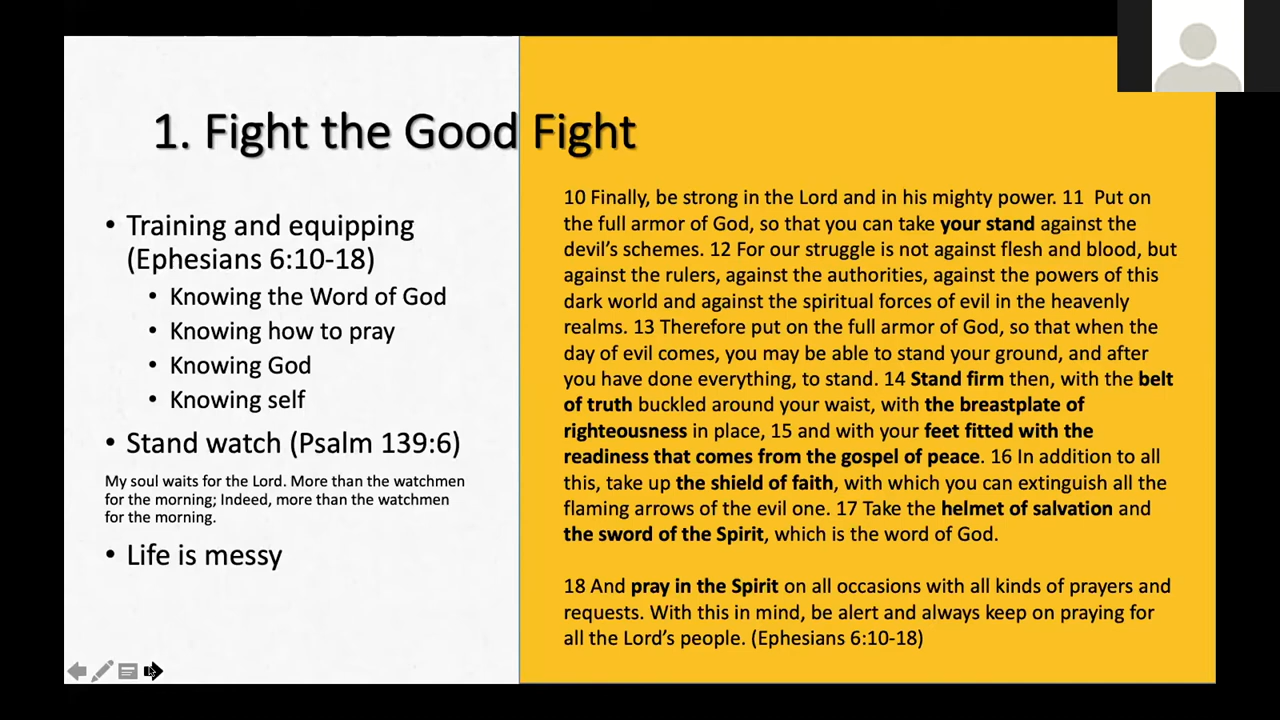 1. Fight the Good Fight
• Training and equipping
(Ephesians 6:10-18)
• Knowing the Word of God
• Knowing how to pray
• Knowing God
• Knowing self
• Stand watch (Psalm 139:6)
My soul waits for the Lord. More than the watchmen
for the morning; Indeed, more than the watchmen
for the morning.
• Life is messy
10 Finally, be strong in the Lord and in his mighty power. 11 Put on
the full armor of God, so that you can take your stand against the
devil’s schemes. 12 For our struggle is not against flesh and blood, but
against the rulers, against the authorities, against the powers of this
dark world and against the spiritual forces of evil in the heavenly
realms. 13 Therefore put on the full armor of God, so that when the
day of evil comes, you may be able to stand your ground, and after
you have done everything, to stand. 14 Stand firm then, with the belt
of truth buckled around your waist, with the breastplate of
righteousness in place, 15 and with your feet fitted with the
readiness that comes from the gospel of peace. 16 In addition to all
this, take up the shield of faith, with which you can extinguish all the
flaming arrows of the evil one. 17 Take the helmet of salvation and
the sword of the Spirit, which is the word of God.
18 And pray in the Spirit on all occasions with all kinds of prayers and
requests. With this in mind, be alert and always keep on praying for
all the Lord’s people. (Ephesians 6:10-18)